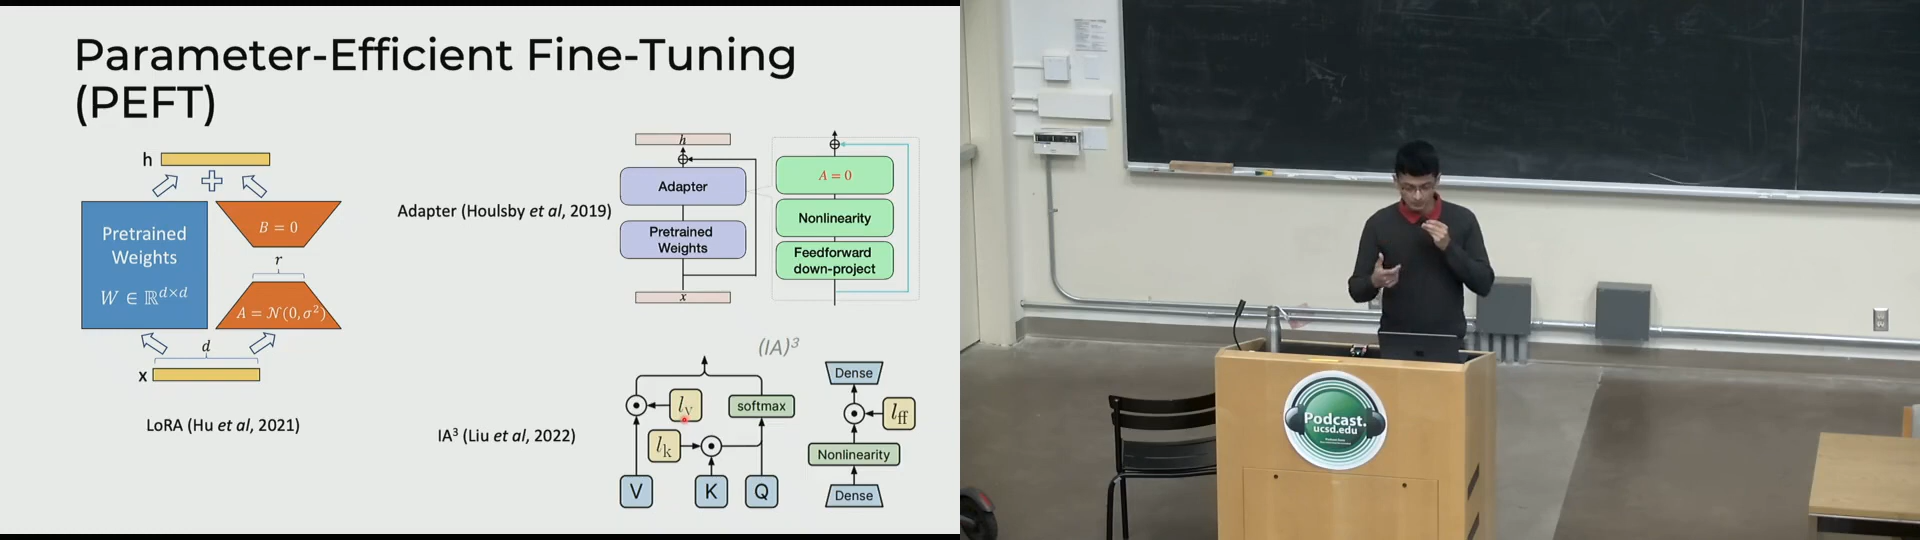 Parameter-Efficient Fine-Tuning
(PEFT)
h
Pretrained
Weights
W ∈ ℝ^{d×d}
B = 0
r
A = 𝒩(0, σ²)
d
x
LoRA (Hu et al, 2021)
Adapter (Houlsby et al, 2019)
h
Adapter
Pretrained
Weights
x
A = 0
Nonlinearity
Feedforward
down-project
IA³ (Liu et al, 2022)
(IA)³
l_v
softmax
l_k
V
K
Q
Dense
l_ff
Nonlinearity
Dense
Podcast.
ucsd.edu